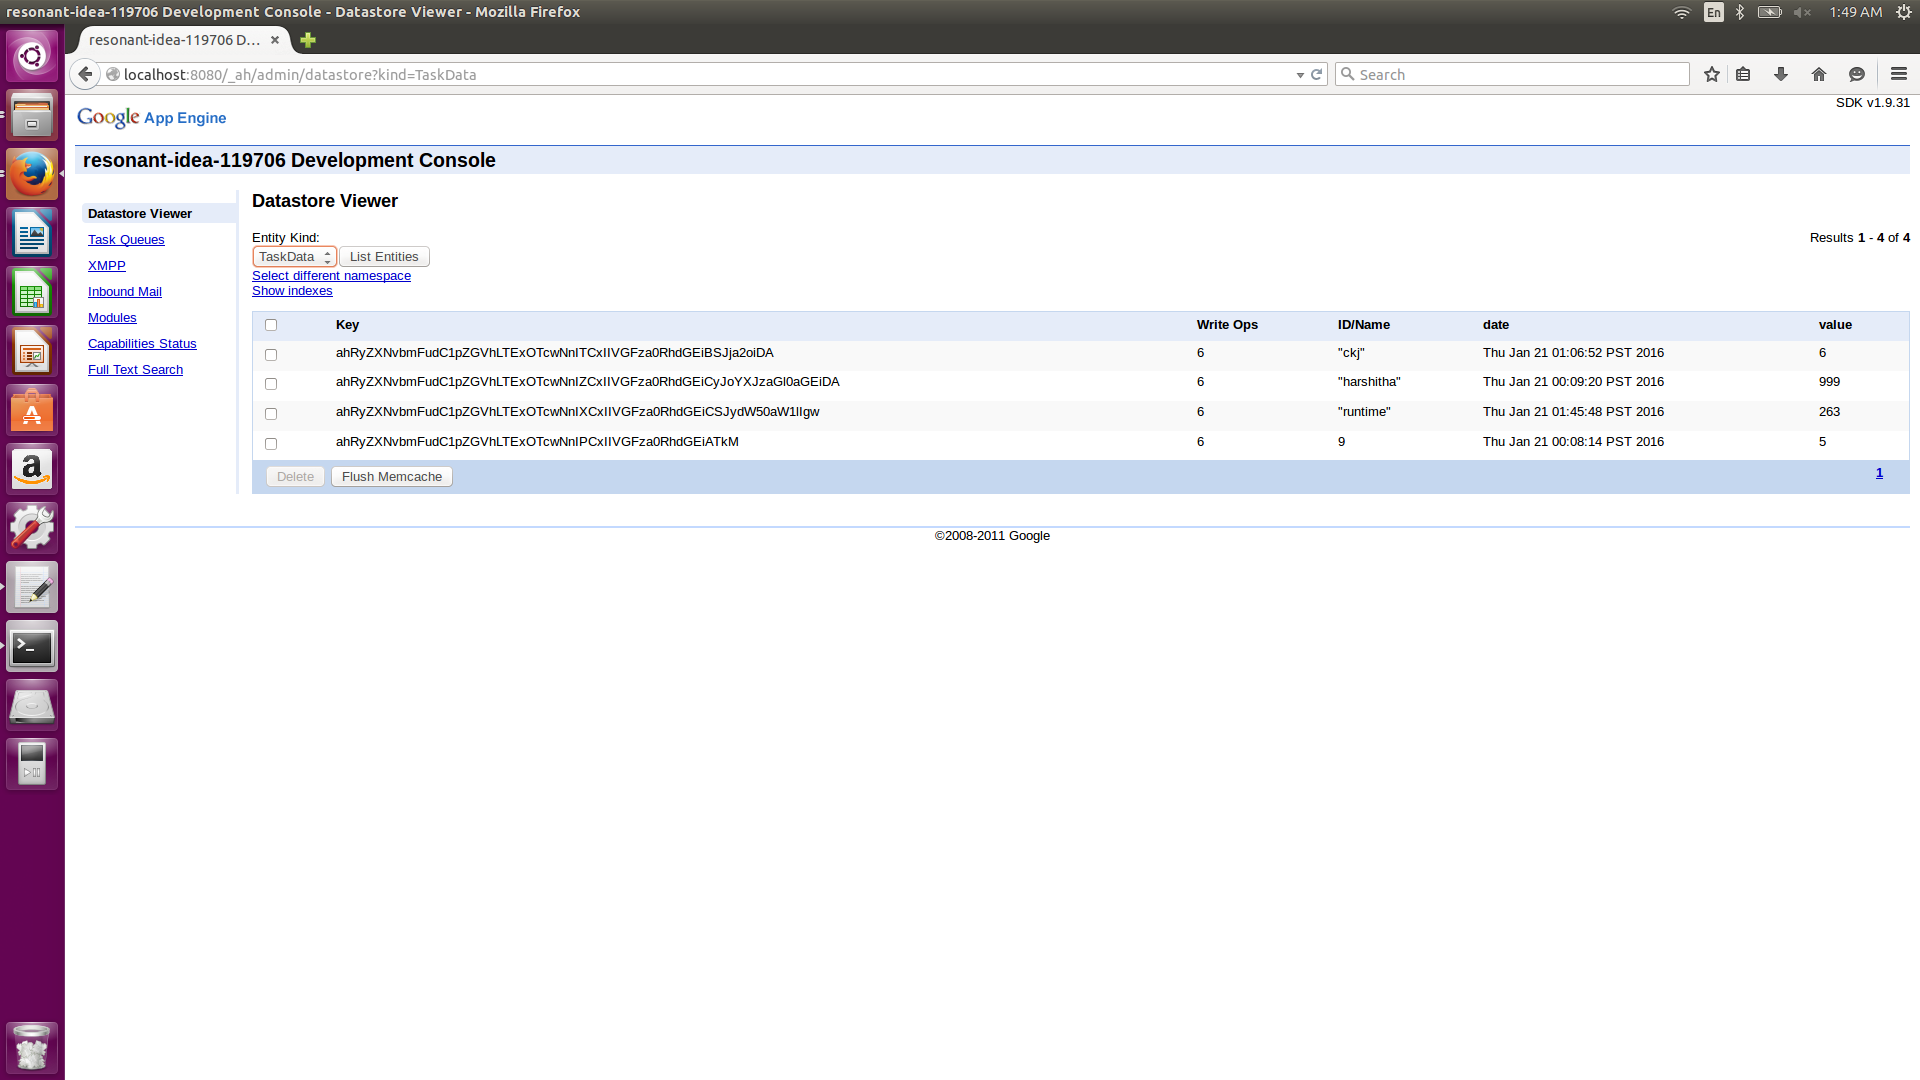 resonant-idea-119706 Development Console - Datastore Viewer - Mozilla Firefox
En
1:49 AM
resonant-idea-119706 D...
localhost:8080/_ah/admin/datastore?kind=TaskData
Search
SDK v1.9.31
Google App Engine
resonant-idea-119706 Development Console
Datastore Viewer
Task Queues
XMPP
Inbound Mail
Modules
Capabilities Status
Full Text Search
Datastore Viewer
Entity Kind:
Results 1 - 4 of 4
TaskData List Entities
Select different namespace
Show indexes
Key Write Ops ID/Name date value
ahRyZXNvbmFudC1pZGVhLTExOTcwNnITCxIIVGFza0RhdGEiBSJja2oiDA 6 "ckj" Thu Jan 21 01:06:52 PST 2016 6
ahRyZXNvbmFudC1pZGVhLTExOTcwNnIZCxIIVGFza0RhdGEiCyJoYXJzaGl0aGEiDA 6 "harshitha" Thu Jan 21 00:09:20 PST 2016 999
ahRyZXNvbmFudC1pZGVhLTExOTcwNnIXCxIIVGFza0RhdGEiCSJydW50aW1lIgw 6 "runtime" Thu Jan 21 01:45:48 PST 2016 263
ahRyZXNvbmFudC1pZGVhLTExOTcwNnIPCxIIVGFza0RhdGEiATkM 6 9 Thu Jan 21 00:08:14 PST 2016 5
Delete Flush Memcache 1
©2008-2011 Google